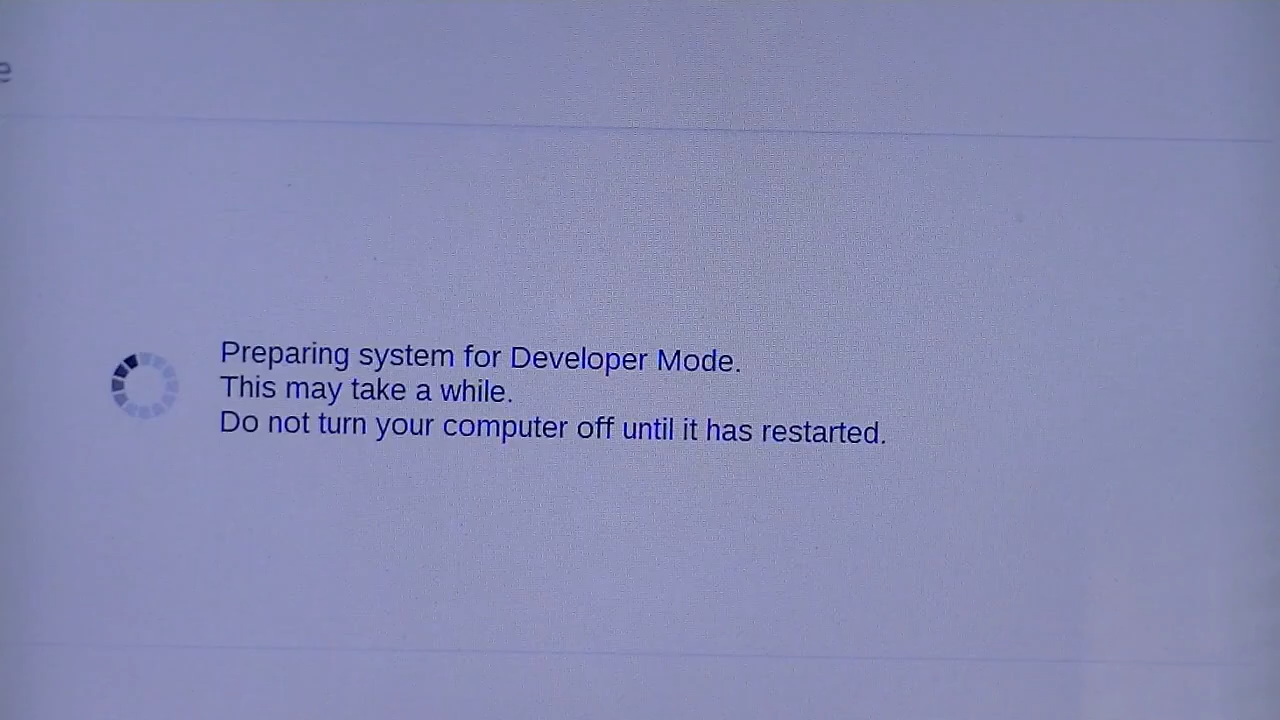 e
Preparing system for Developer Mode.
This may take a while.
Do not turn your computer off until it has restarted.